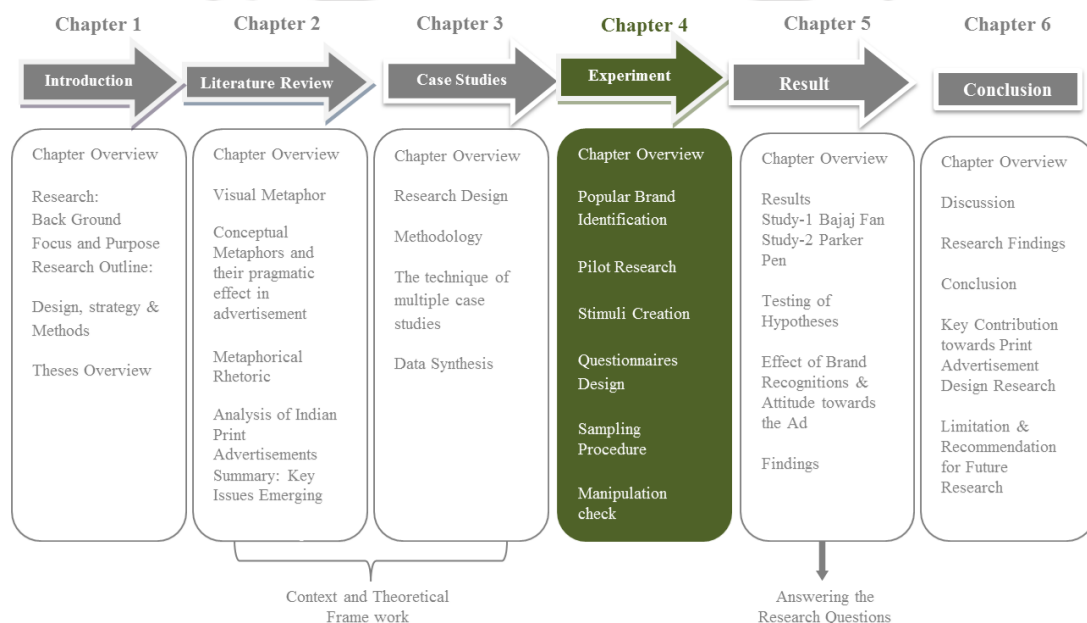 Chapter 1
Chapter 2
Chapter 3
Chapter 4
Chapter 5
Chapter 6
Introduction
Literature Review
Case Studies
Experiment
Result
Conclusion
Chapter Overview
Research:
Back Ground
Focus and Purpose
Research Outline:
Design, strategy &
Methods
Theses Overview
Chapter Overview
Visual Metaphor
Conceptual
Metaphors and
their pragmatic
effect in
advertisement
Metaphorical
Rhetoric
Analysis of Indian
Print
Advertisements
Summary: Key
Issues Emerging
Chapter Overview
Research Design
Methodology
The technique of
multiple case
studies
Data Synthesis
Chapter Overview
Popular Brand
Identification
Pilot Research
Stimuli Creation
Questionnaires
Design
Sampling
Procedure
Manipulation
check
Chapter Overview
Results
Study-1 Bajaj Fan
Study-2 Parker
Pen
Testing of
Hypotheses
Effect of Brand
Recognitions &
Attitude towards
the Ad
Findings
Chapter Overview
Discussion
Research Findings
Conclusion
Key Contribution
towards Print
Advertisement
Design Research
Limitation &
Recommendation
for Future
Research
Context and Theoretical
Frame work
Answering the
Research Questions